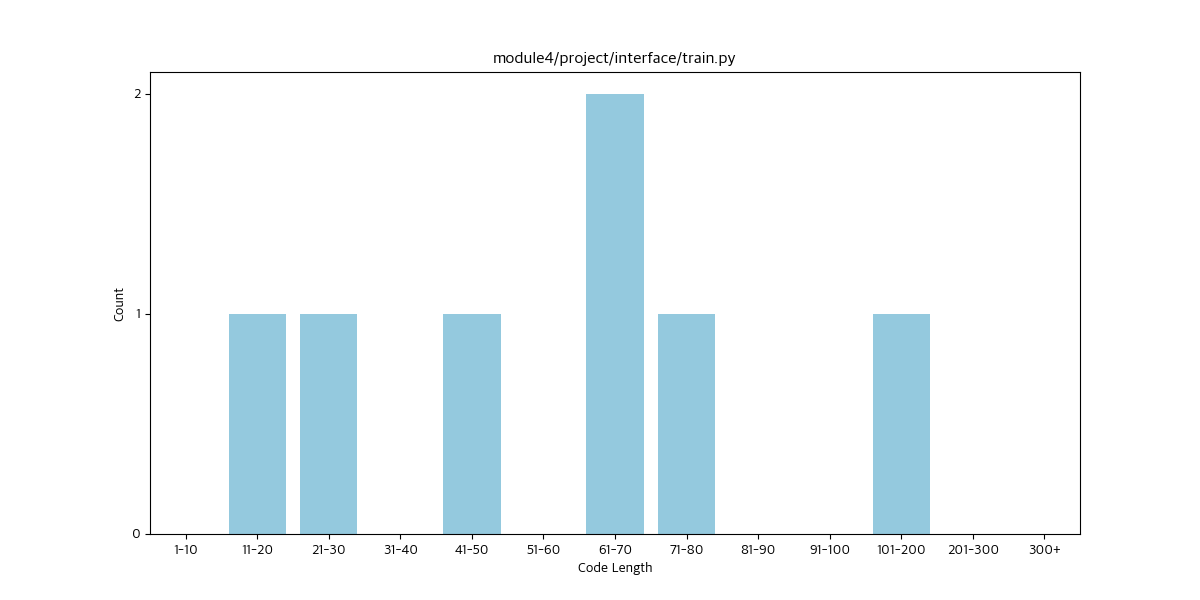 module4/project/interface/train.py
Count
2
1
0
1-10 11-20 21-30 31-40 41-50 51-60 61-70 71-80 81-90 91-100 101-200 201-300 300+
Code Length